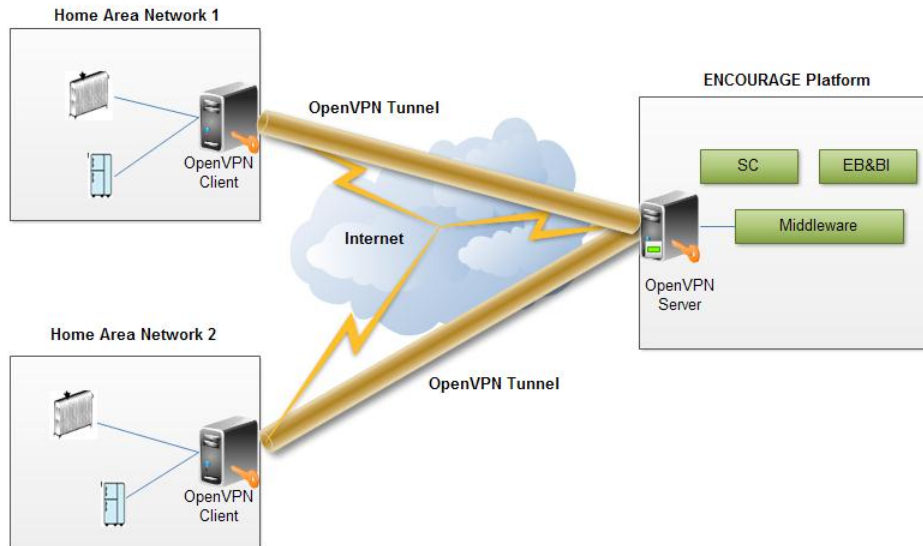 Home Area Network 1
OpenVPN
Client
OpenVPN Tunnel
Internet
ENCOURAGE Platform
SC
EB&BI
Middleware
OpenVPN
Server
Home Area Network 2
OpenVPN
Client
OpenVPN Tunnel